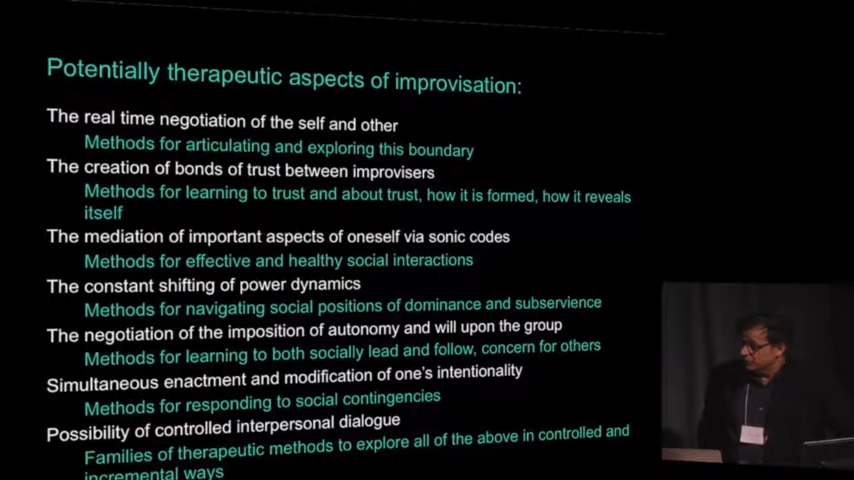 Potentially therapeutic aspects of improvisation:
The real time negotiation of the self and other
Methods for articulating and exploring this boundary
The creation of bonds of trust between improvisers
Methods for learning to trust and about trust, how it is formed, how it reveals
itself
The mediation of important aspects of oneself via sonic codes
Methods for effective and healthy social interactions
The constant shifting of power dynamics
Methods for navigating social positions of dominance and subservience
The negotiation of the imposition of autonomy and will upon the group
Methods for learning to both socially lead and follow, concern for others
Simultaneous enactment and modification of one's intentionality
Methods for responding to social contingencies
Possibility of controlled interpersonal dialogue
Families of therapeutic methods to explore all of the above in controlled and
incremental ways